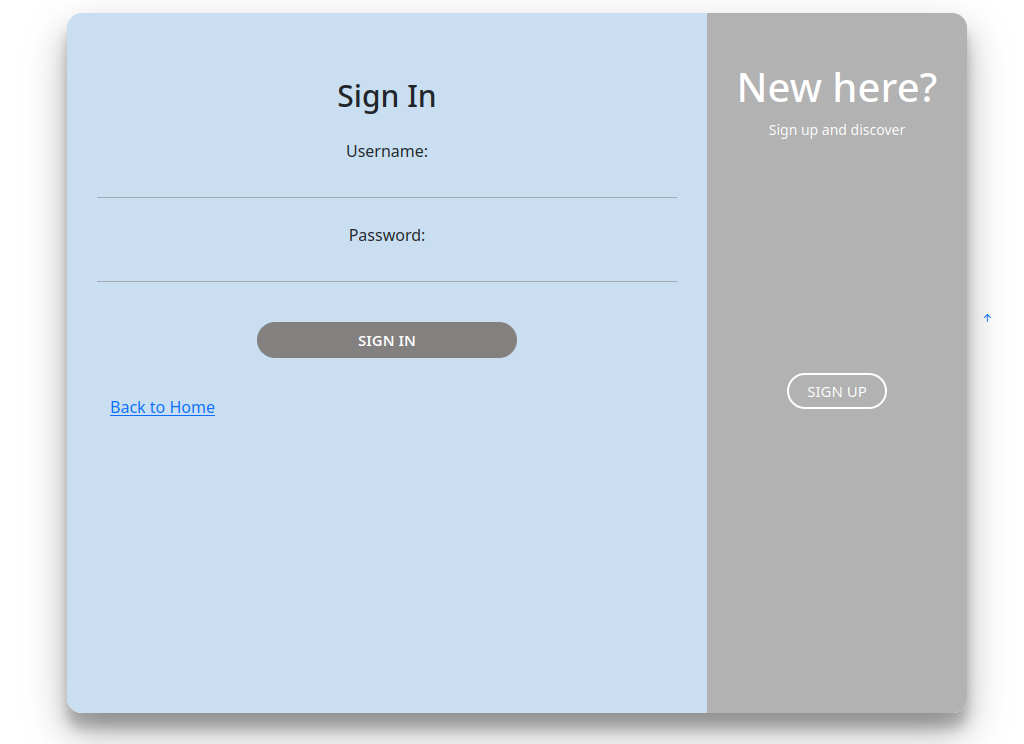 Sign In
Username:
Password:
SIGN IN
Back to Home
New here?
Sign up and discover
SIGN UP
↑